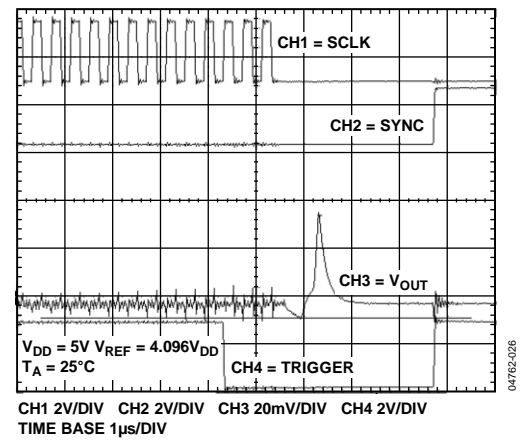 CH1 = SCLK
CH2 = SYNC
CH3 = VOUT
VDD = 5V VREF = 4.096VDD
TA = 25°C
CH4 = TRIGGER
CH1 2V/DIV CH2 2V/DIV CH3 20mV/DIV CH4 2V/DIV
TIME BASE 1µs/DIV
04762-026